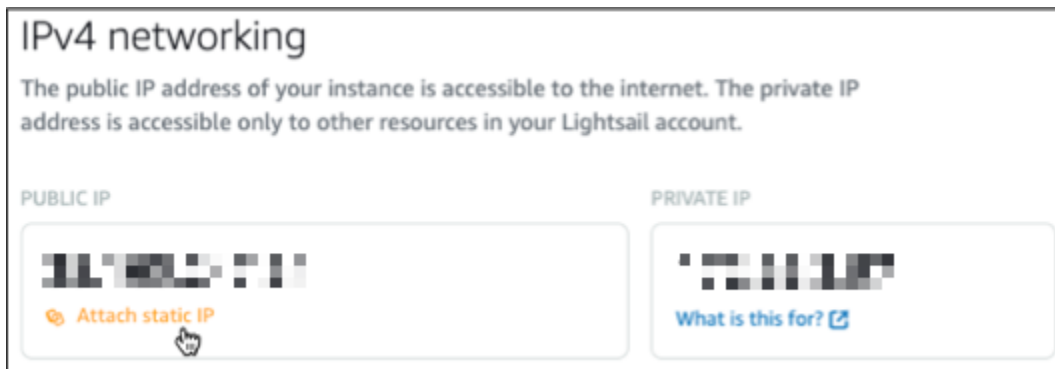 IPv4 networking
The public IP address of your instance is accessible to the internet. The private IP
address is accessible only to other resources in your Lightsail account.
PUBLIC IP
PRIVATE IP
Attach static IP
What is this for?